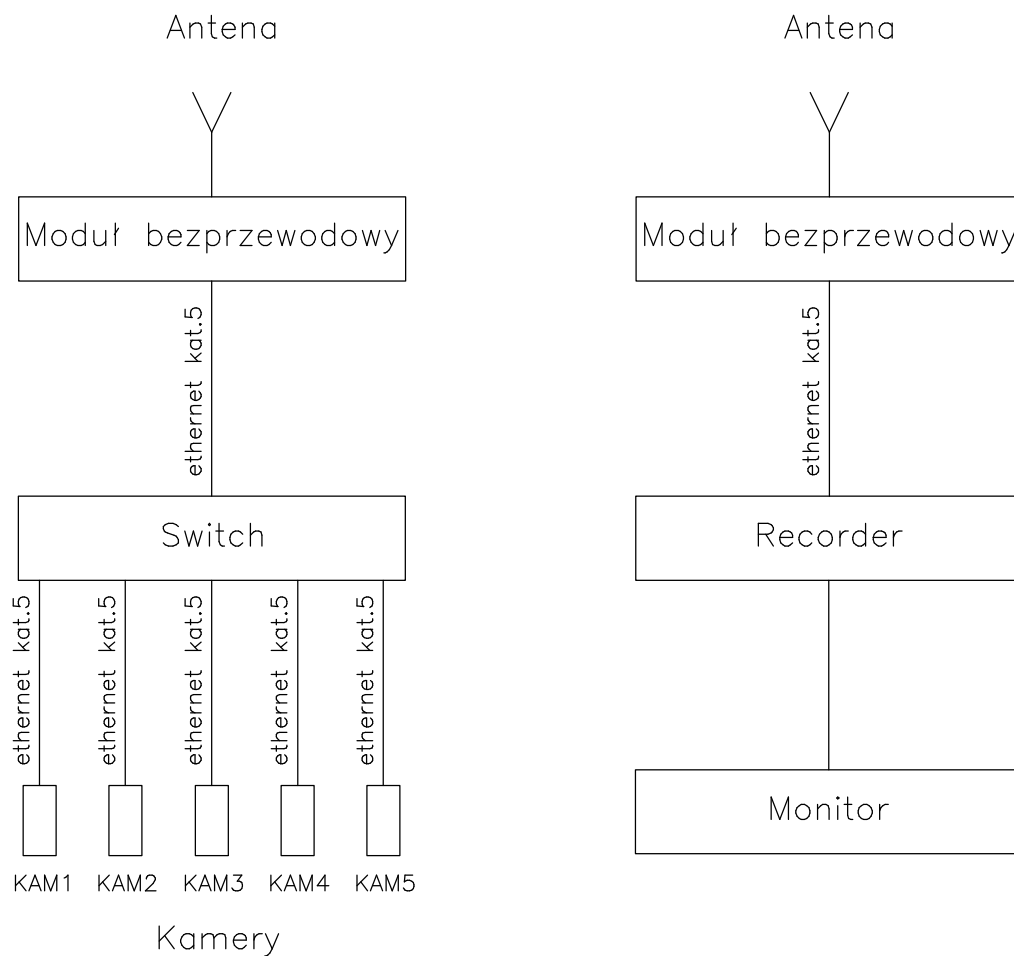 Antena
Antena
Moduł bezprzewodowy
Moduł bezprzewodowy
ethernet kat.5
ethernet kat.5
Switch
Recorder
ethernet kat.5
ethernet kat.5
ethernet kat.5
ethernet kat.5
ethernet kat.5
Monitor
KAM1
KAM2
KAM3
KAM4
KAM5
Kamery